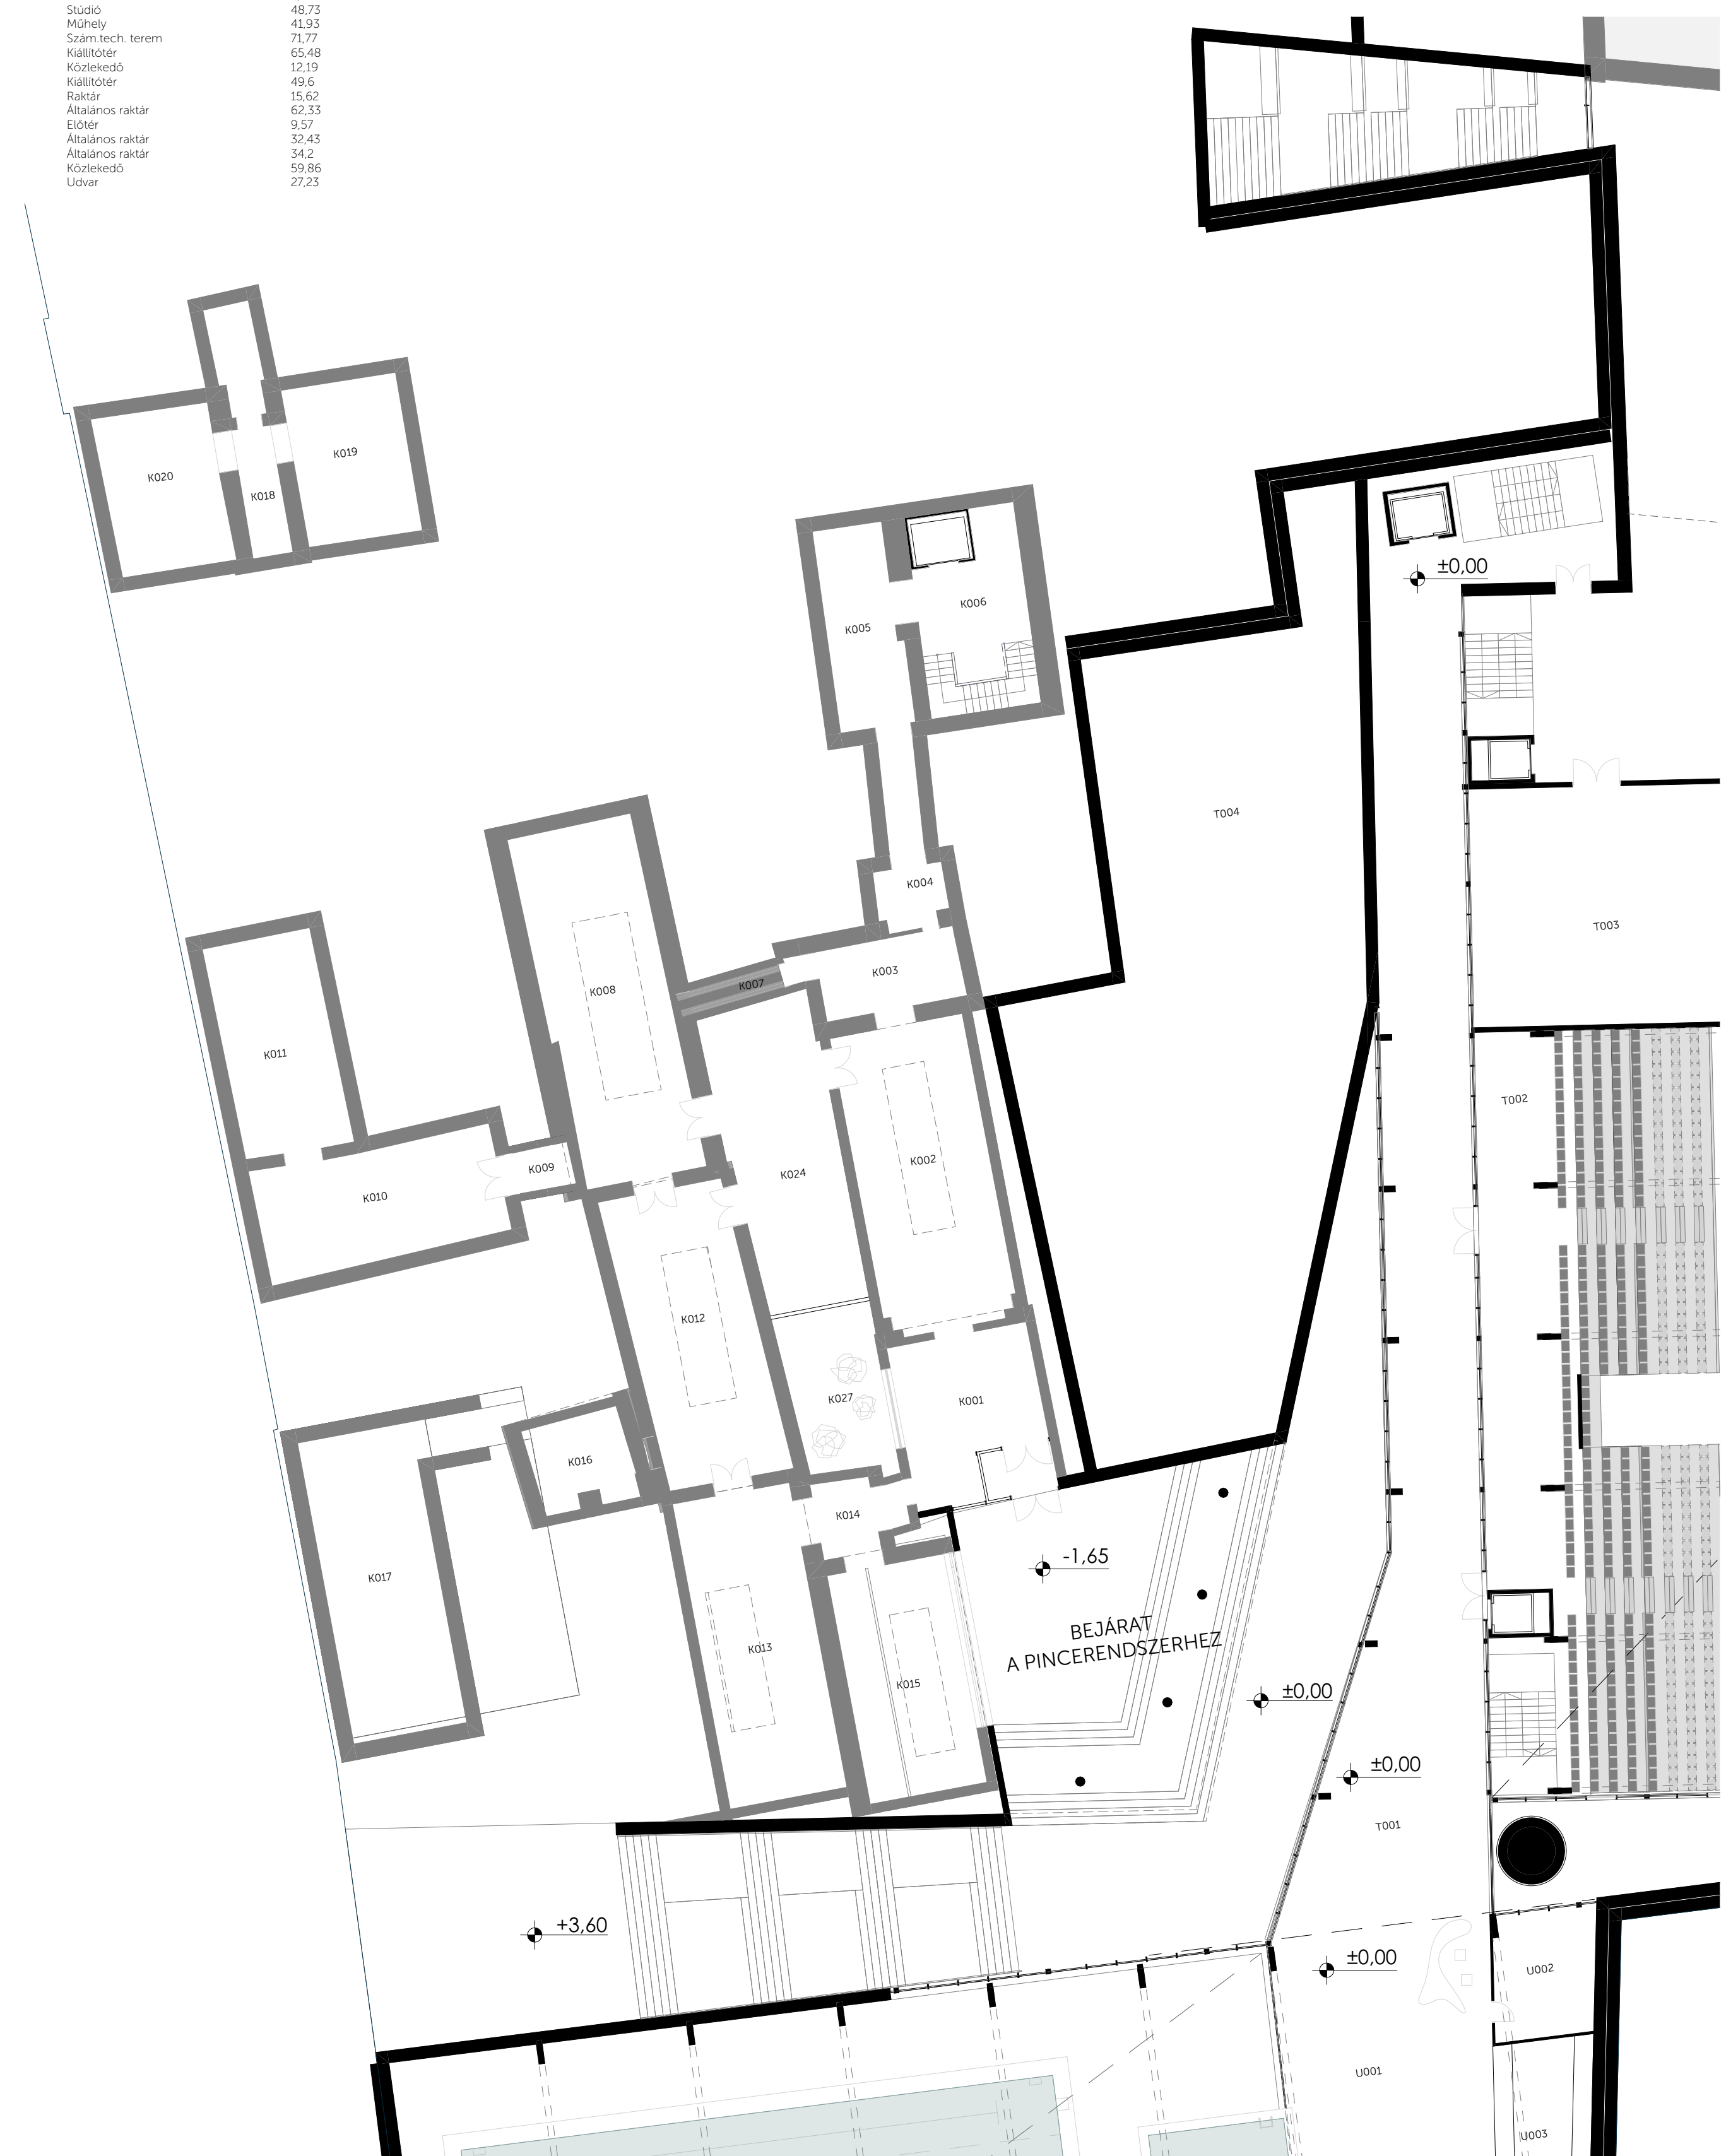 Stúdió 48,73
Műhely 41,93
Szám.tech. terem 71,77
Kiállítótér 65,48
Közlekedő 12,19
Kiállítótér 49,6
Raktár 15,62
Általános raktár 62,33
Előtér 9,57
Általános raktár 32,43
Általános raktár 34,2
Közlekedő 59,86
Udvar 27,23
K020
K018
K019
±0,00
K005
K006
T004
K004
T003
K003
K007
K008
K011
T002
K002
K024
K009
K010
K012
K027
K001
K016
K014
-1,65
K017
BEJÁRAT
A PINCERENDSZERHEZ
K013
K015
±0,00
±0,00
T001
+3,60
±0,00
U002
U001
U003